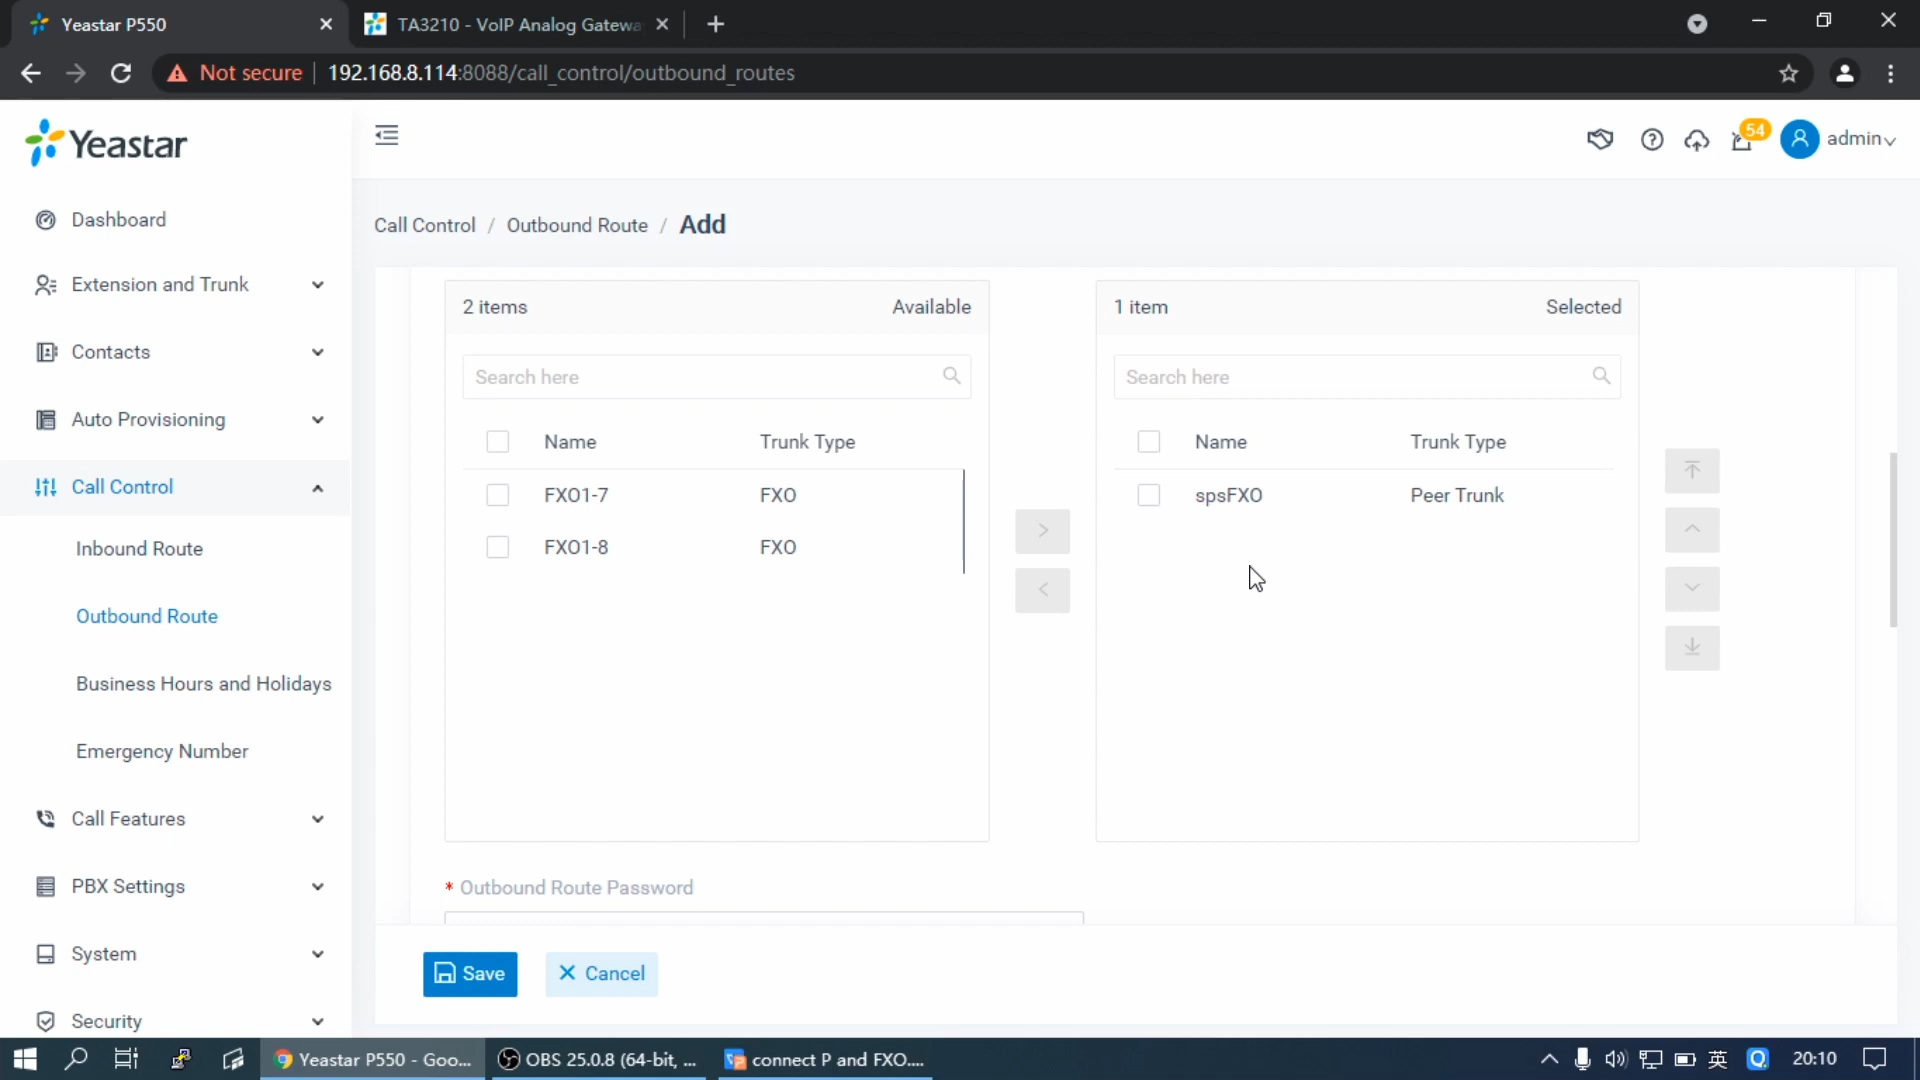 Yeastar P550
TA3210 - VoIP Analog Gatewa
Not secure
192.168.8.114:8088/call_control/outbound_routes
Yeastar
54
admin
Dashboard
Extension and Trunk
Contacts
Auto Provisioning
Call Control
Inbound Route
Outbound Route
Business Hours and Holidays
Emergency Number
Call Features
PBX Settings
System
Security
Call Control / Outbound Route / Add
2 items Available
Search here
Name Trunk Type
FXO1-7 FXO
FXO1-8 FXO
1 item Selected
Search here
Name Trunk Type
spsFXO Peer Trunk
* Outbound Route Password
Save
Cancel
Yeastar P550 - Goo...
OBS 25.0.8 (64-bit, ...
connect P and FXO....
英
20:10